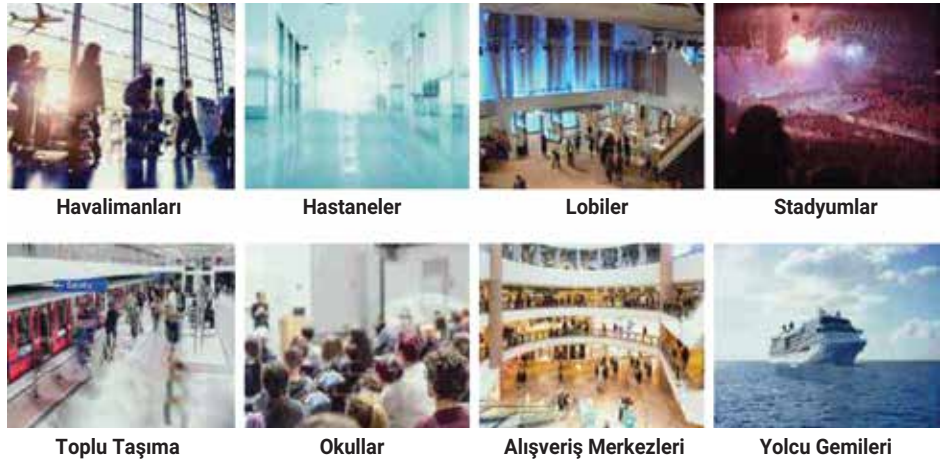 Havalimanları
Hastaneler
Lobiler
Stadyumlar
Toplu Taşıma
Okullar
Alışveriş Merkezleri
Yolcu Gemileri